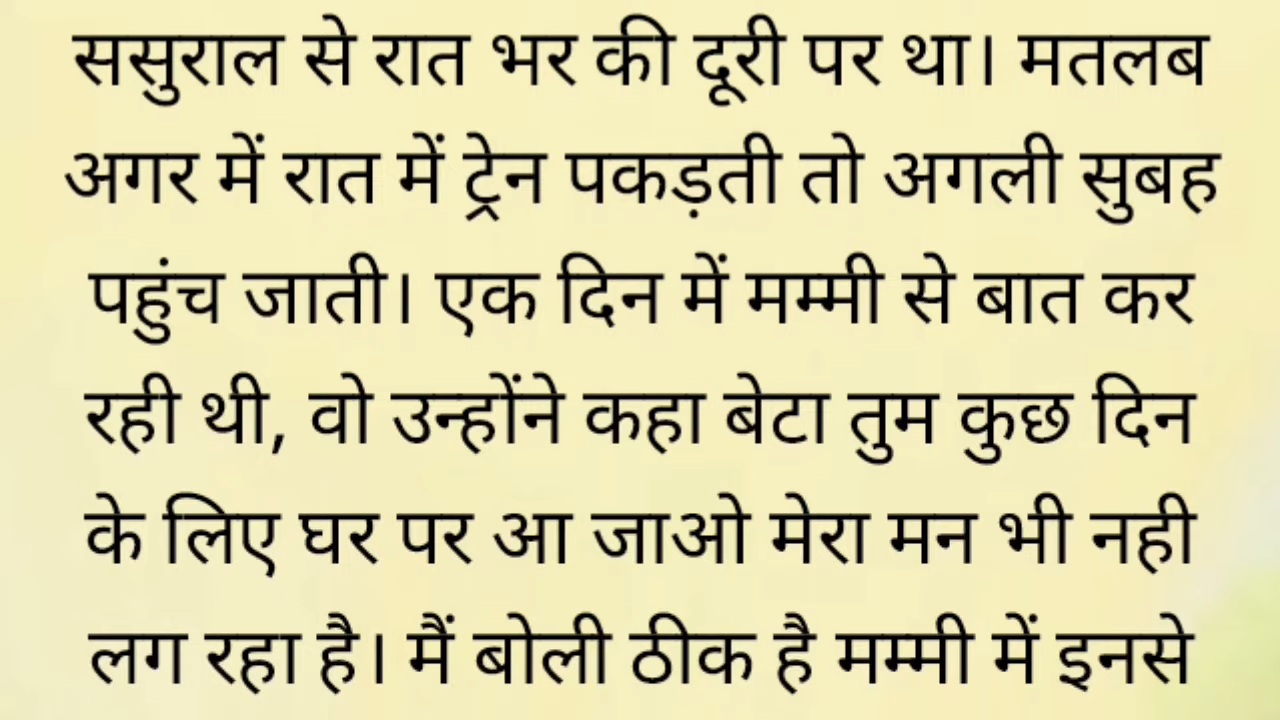 ससुराल से रात भर की दूरी पर था। मतलब
अगर में रात में ट्रेन पकड़ती तो अगली सुबह
पहुंच जाती। एक दिन में मम्मी से बात कर
रही थी, वो उन्होंने कहा बेटा तुम कुछ दिन
के लिए घर पर आ जाओ मेरा मन भी नही
लग रहा है। मैं बोली ठीक है मम्मी में इनसे